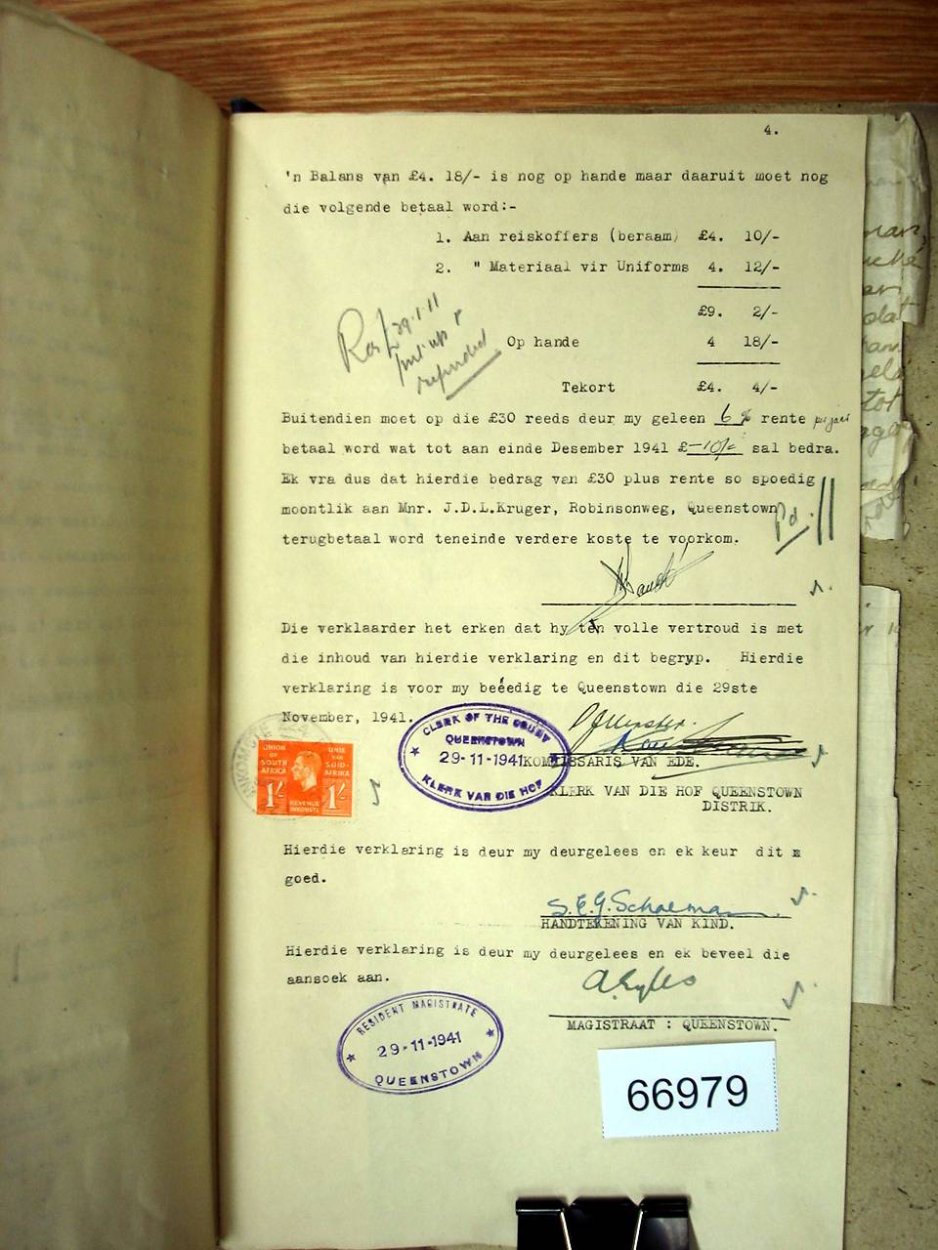 4.
'n Balans van £4. 18/- is nog op hande maar daaruit moet nog
die volgende betaal word:-
1. Aan reiskoffers (beraam) £4. 10/-
2. " Materiaal vir Uniforms 4. 12/-
£9. 2/-
Op hande 4 18/-
Tekort £4. 4/-
refunded
Buitendien moet op die £30 reeds deur my geleen 6 % rente
betaal word wat tot aan einde Desember 1941 £-10/- sal bedra.
Ek vra dus dat hierdie bedrag van £30 plus rente so spoedig
moontlik aan Mnr. J.D.L.Kruger, Robinsonweg, Queenstown,
Pd.
terugbetaal word teneinde verdere koste te voorkom.
Die verklaarder het erken dat hy ten volle vertroud is met
die inhoud van hierdie verklaring en dit begryp. Hierdie
verklaring is voor my beëedig te Queenstown die 29ste
November, 1941.
CLERK OF THE COURT
QUEENSTOWN
29-11-1941
KLERK VAN DIE HOF
KOMMISSARIS VAN EDE.
UNION OF SOUTH AFRICA
UNIE VAN SUID-AFRIKA
1/- 1/-
REVENUE
INKOMSTE
KLERK VAN DIE HOF QUEENSTOWN
DISTRIK.
Hierdie verklaring is deur my deurgelees en ek keur dit
goed.
S.E.G. Schoeman
HANDTEKENING VAN KIND.
Hierdie verklaring is deur my deurgelees en ek beveel die
aansoek aan.
RESIDENT MAGISTRATE
29-11-1941
QUEENSTOWN
MAGISTRAAT : QUEENSTOWN.
66979